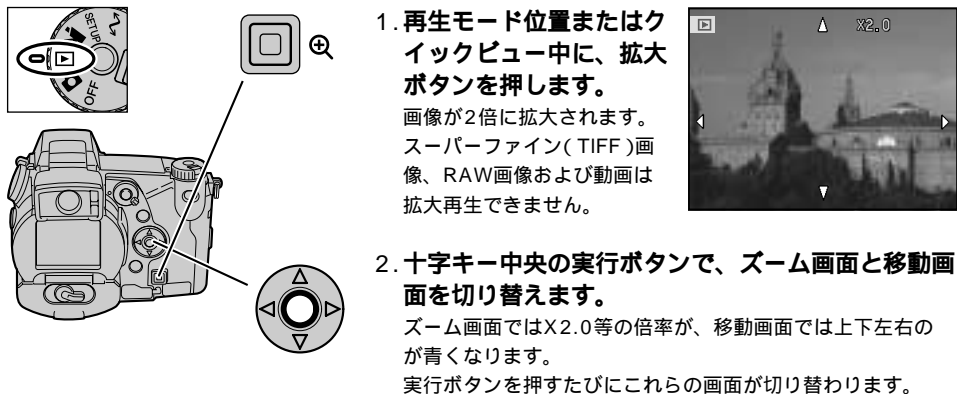 SETUP
OFF
1.再生モード位置またはク
イックビュー中に、拡大
ボタンを押します。
画像が2倍に拡大されます。
スーパーファイン(TIFF)画
像、RAW画像および動画は
拡大再生できません。
X2.0
2.十字キー中央の実行ボタンで、ズーム画面と移動画
面を切り替えます。
ズーム画面ではX2.0等の倍率が、移動画面では上下左右の
が青くなります。
実行ボタンを押すたびにこれらの画面が切り替わります。